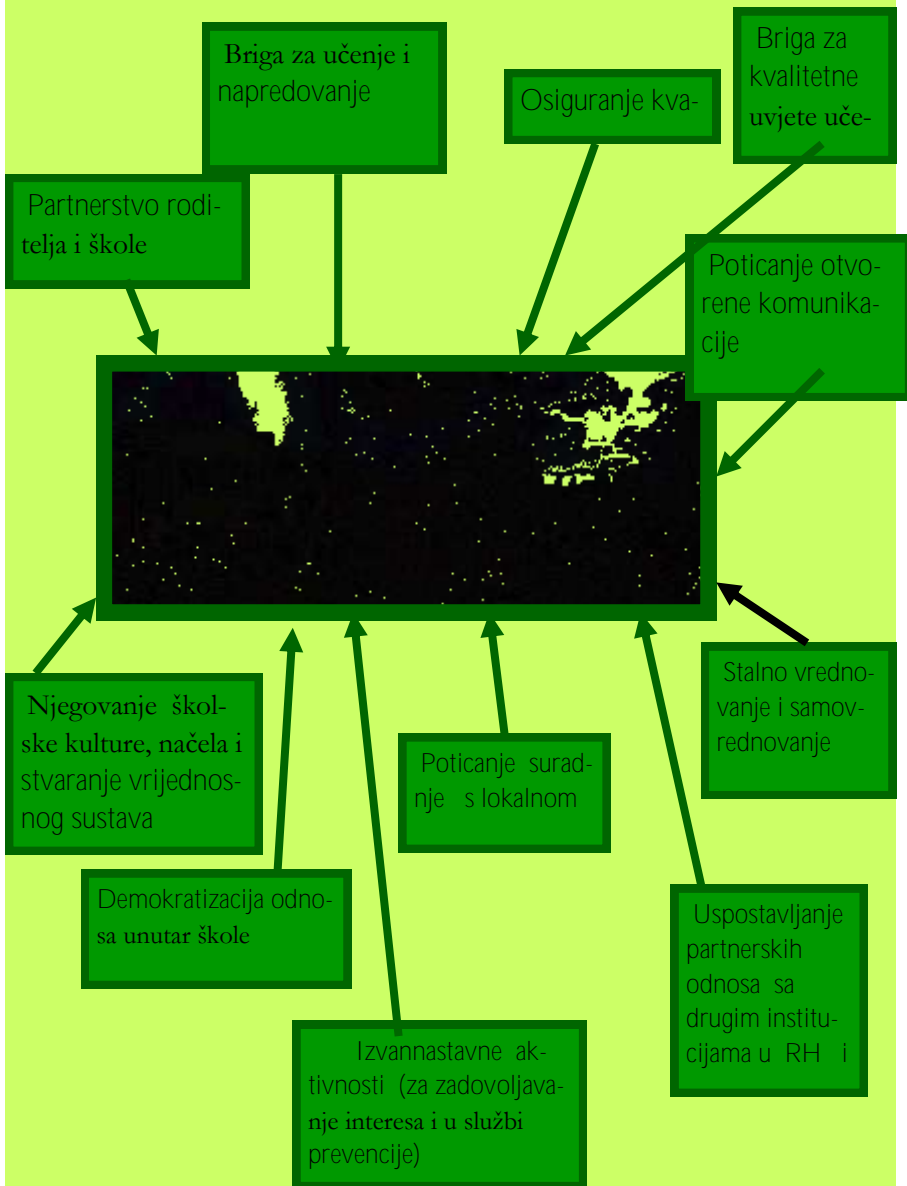 Briga za učenje i
napredovanje
Osiguranje kva-
Briga za
kvalitetne
uvjete uče-
Partnerstvo rodi-
telja i škole
Poticanje otvo-
rene komunika-
cije
Njegovanje škol-
ske kulture, načela i
stvaranje vrijednos-
nog sustava
Stalno vredno-
vanje i samov-
rednovanje
Poticanje surad-
nje s lokalnom
Demokratizacija odno-
sa unutar škole
Uspostavljanje
partnerskih
odnosa sa
drugim institu-
cijama u RH i
Izvannastavne ak-
tivnosti (za zadovoljava-
nje interesa i u službi
prevencije)